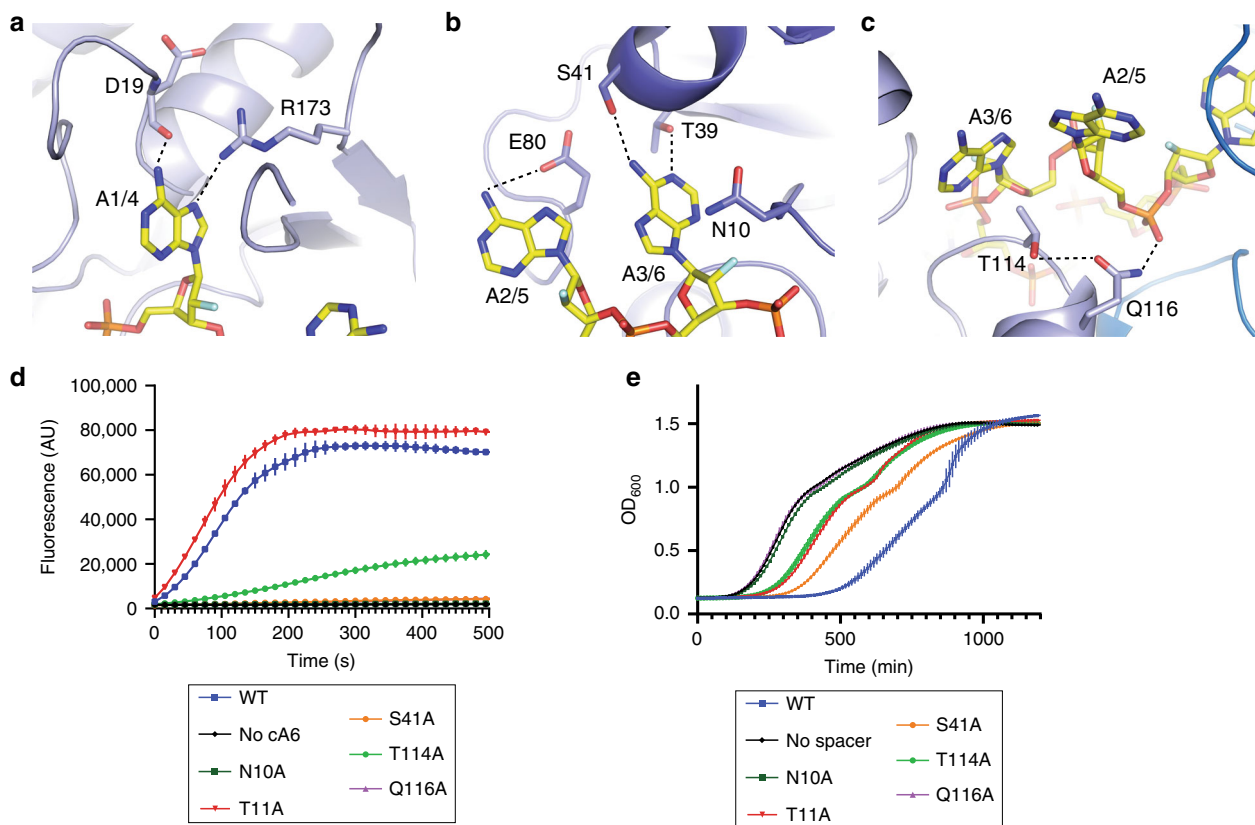 a
D19
R173
A1/4
b
S41
E80
T39
N10
A2/5
A3/6
c
A2/5
A3/6
T114
Q116
d
100,000
80,000
60,000
40,000
20,000
0
Fluorescence (AU)
0 100 200 300 400 500
Time (s)
WT
No cA6
N10A
T11A
S41A
T114A
Q116A
e
1.5
1.0
0.5
0.0
OD600
0 500 1000
Time (min)
WT
No spacer
N10A
T11A
S41A
T114A
Q116A